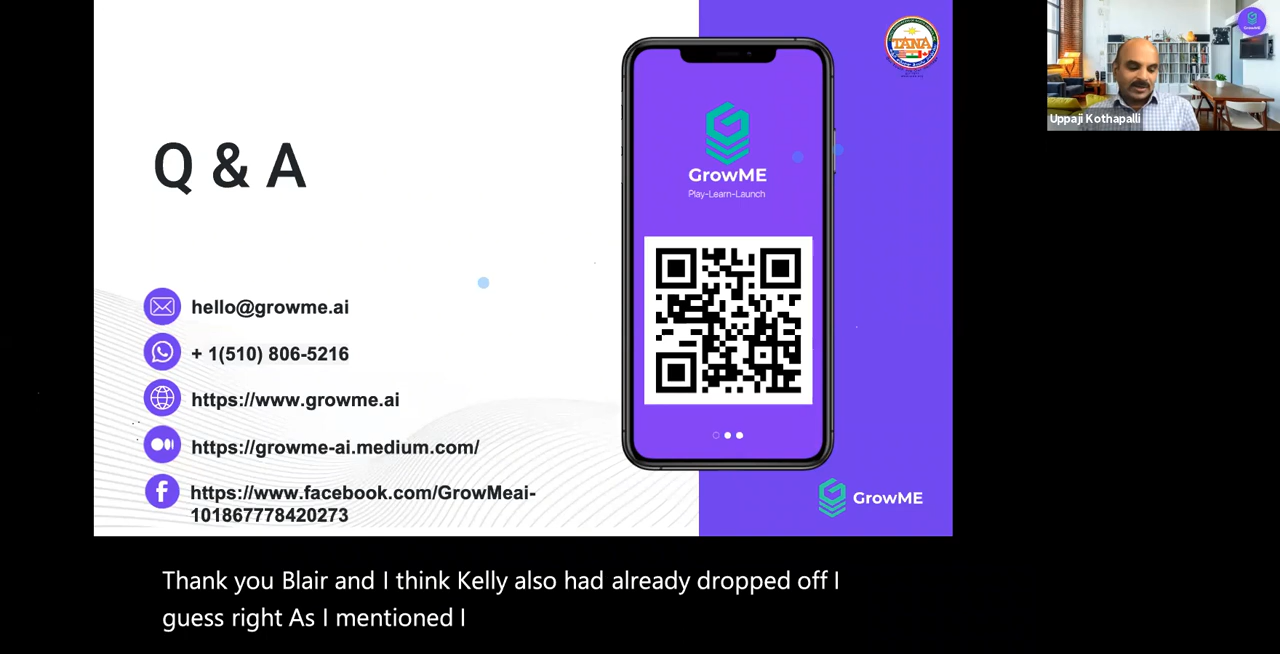 TANA
GrowME
Play-Learn-Launch
GrowME
Uppaji Kothapalli
Q & A
hello@growme.ai
+ 1(510) 806-5216
https://www.growme.ai
https://growme-ai.medium.com/
https://www.facebook.com/GrowMeai-
101867778420273
GrowME
Thank you Blair and I think Kelly also had already dropped off I
guess right As I mentioned I